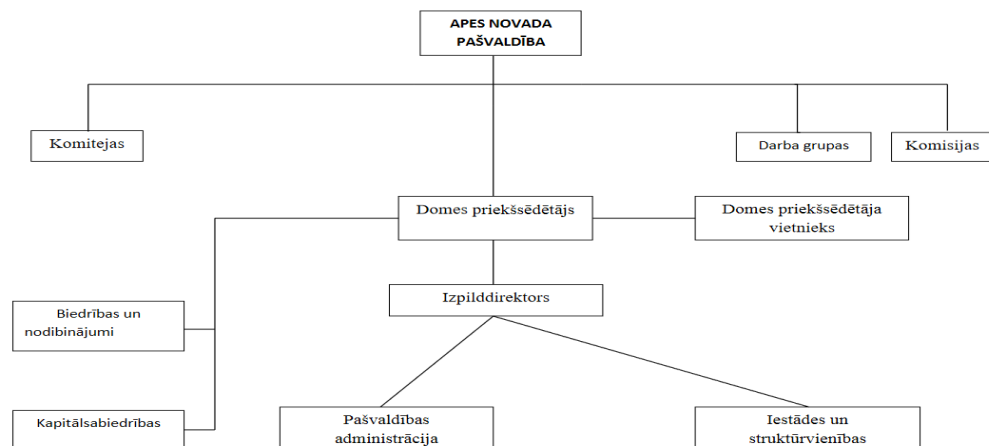 APES NOVADA
PAŠVALDĪBA
Komitejas
Darba grupas
Komisijas
Domes priekšsēdētājs
Domes priekšsēdētāja
vietnieks
Izpilddirektors
Biedrības un
nodibinājumi
Kapitālsabiedrības
Pašvaldības
administrācija
Iestādes un
struktūrvienības